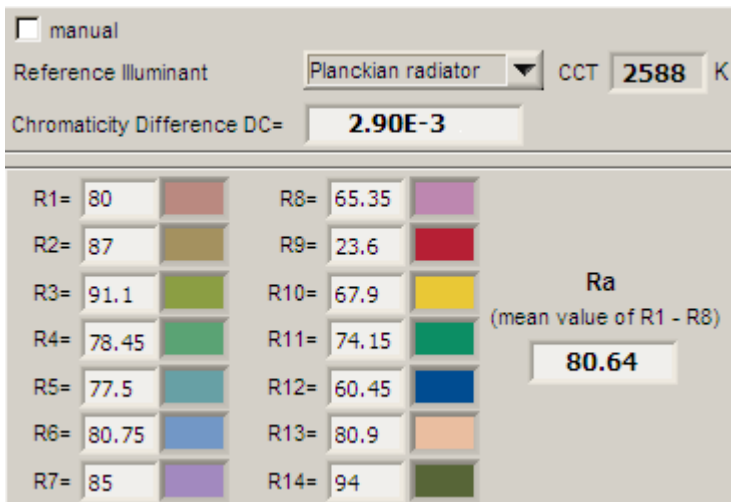 manual
Reference Illuminant Planckian radiator CCT 2588 K
Chromaticity Difference DC= 2.90E-3
R1= 80 R8= 65.35
R2= 87 R9= 23.6
R3= 91.1 R10= 67.9
R4= 78.45 R11= 74.15
R5= 77.5 R12= 60.45
R6= 80.75 R13= 80.9
R7= 85 R14= 94
Ra
(mean value of R1 - R8)
80.64